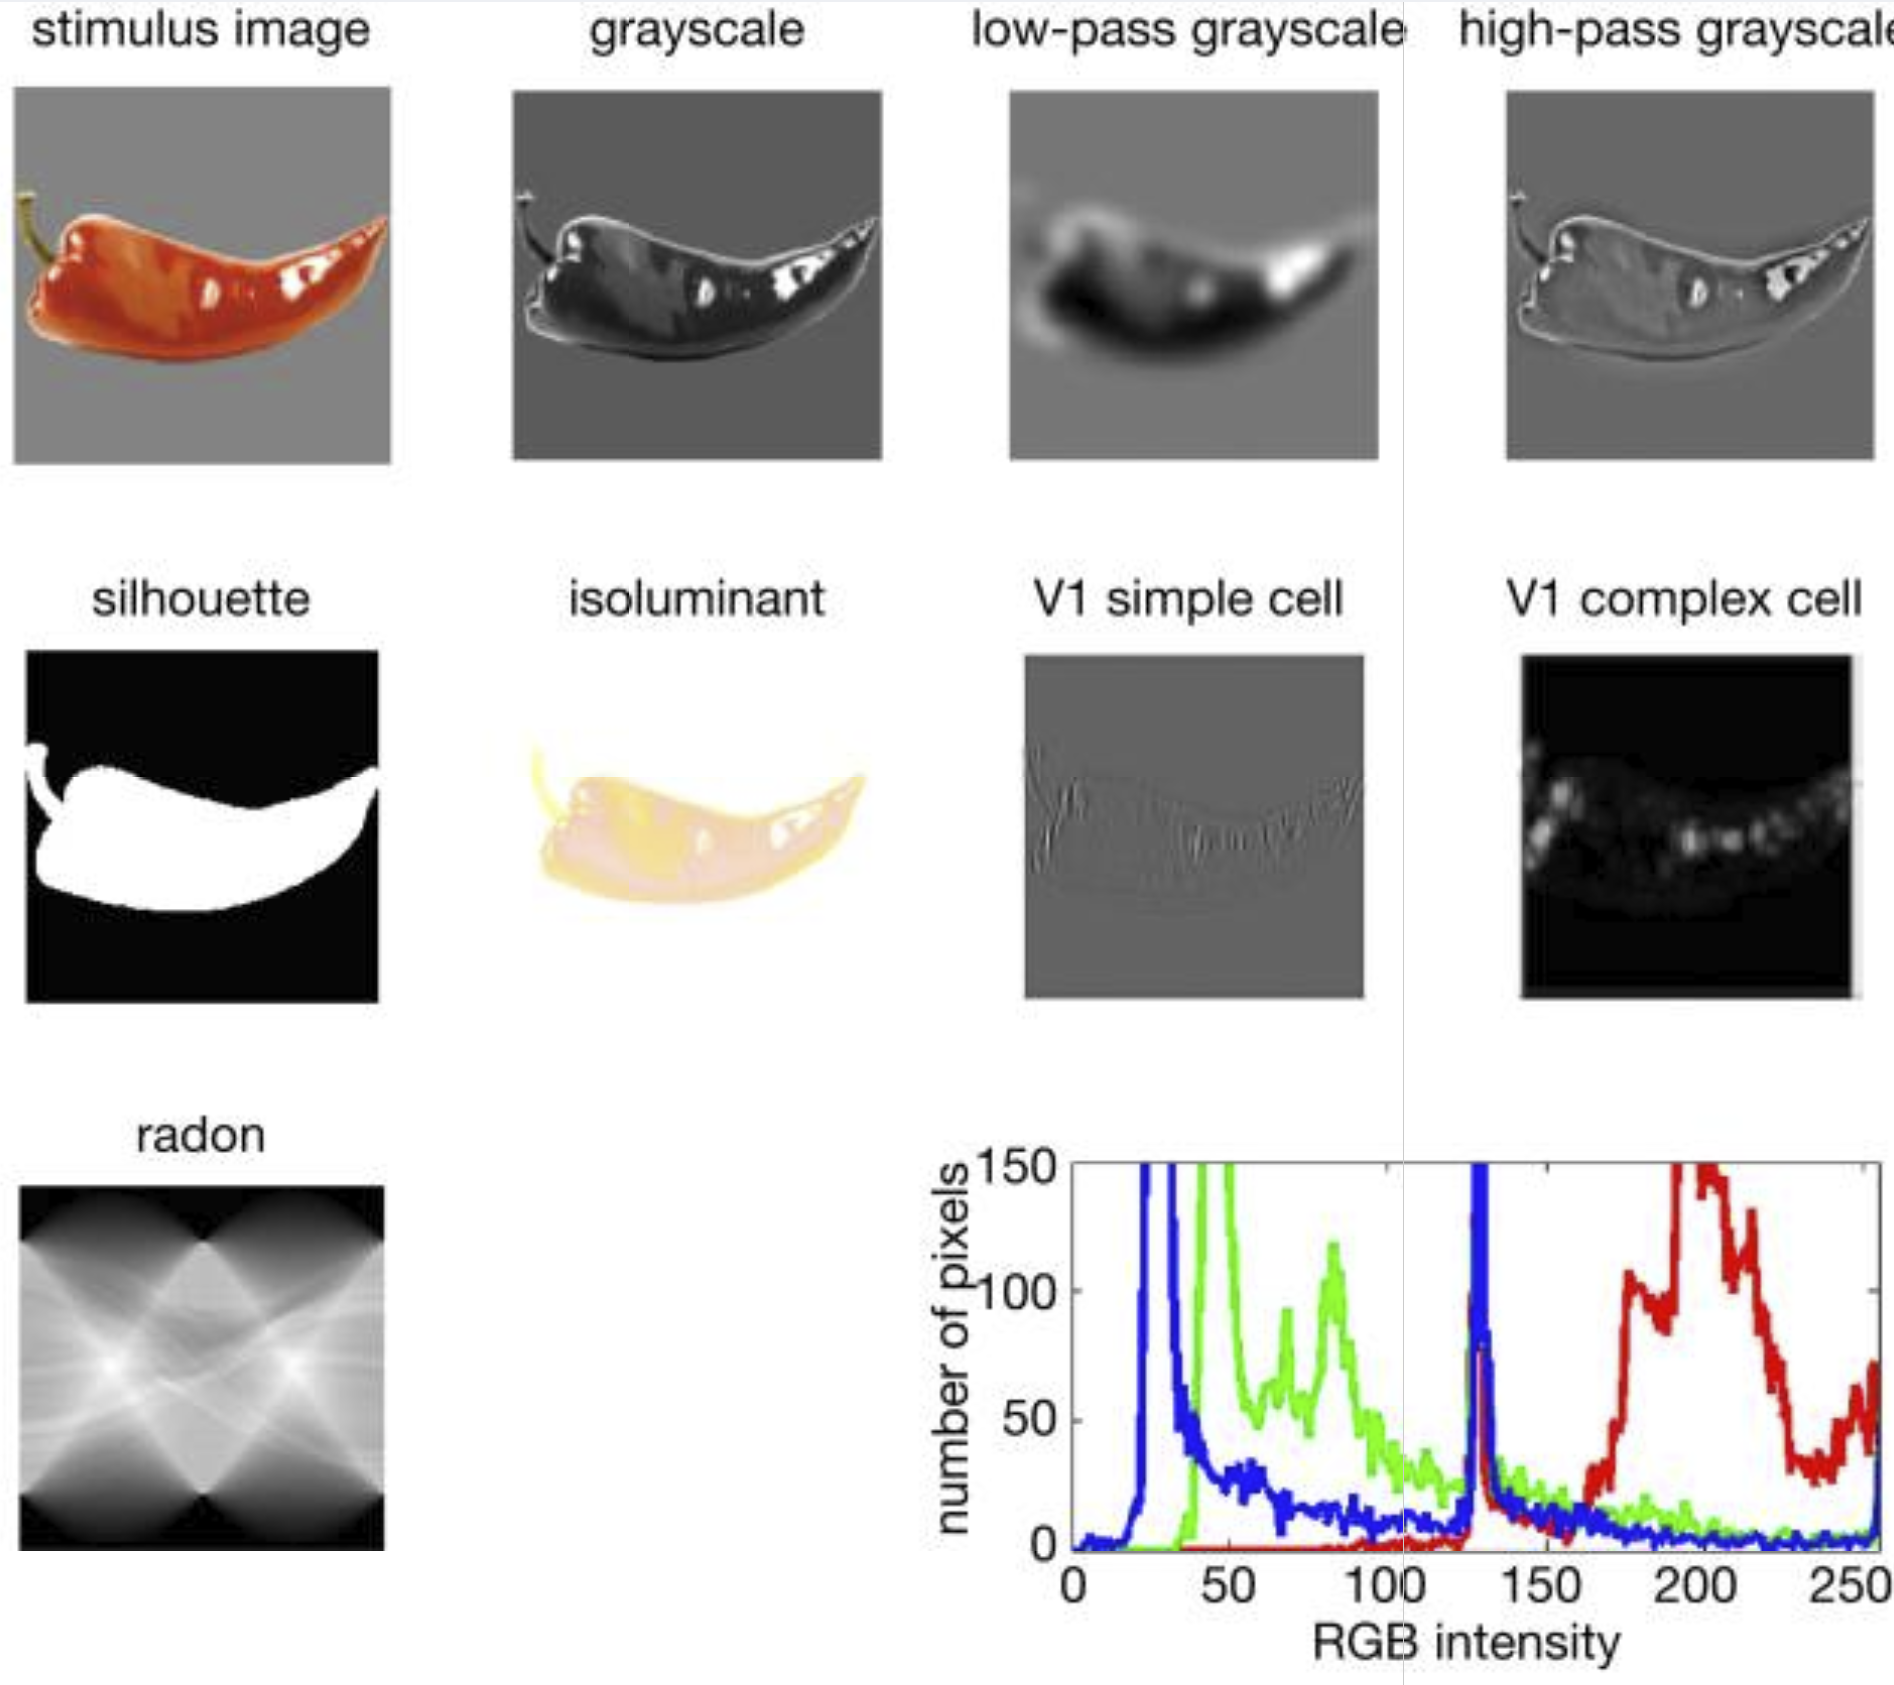 stimulus image
grayscale
low-pass grayscale
high-pass grayscale
silhouette
isoluminant
V1 simple cell
V1 complex cell
radon
number of pixels
150
100
50
0
0 50 100 150 200 250
RGB intensity